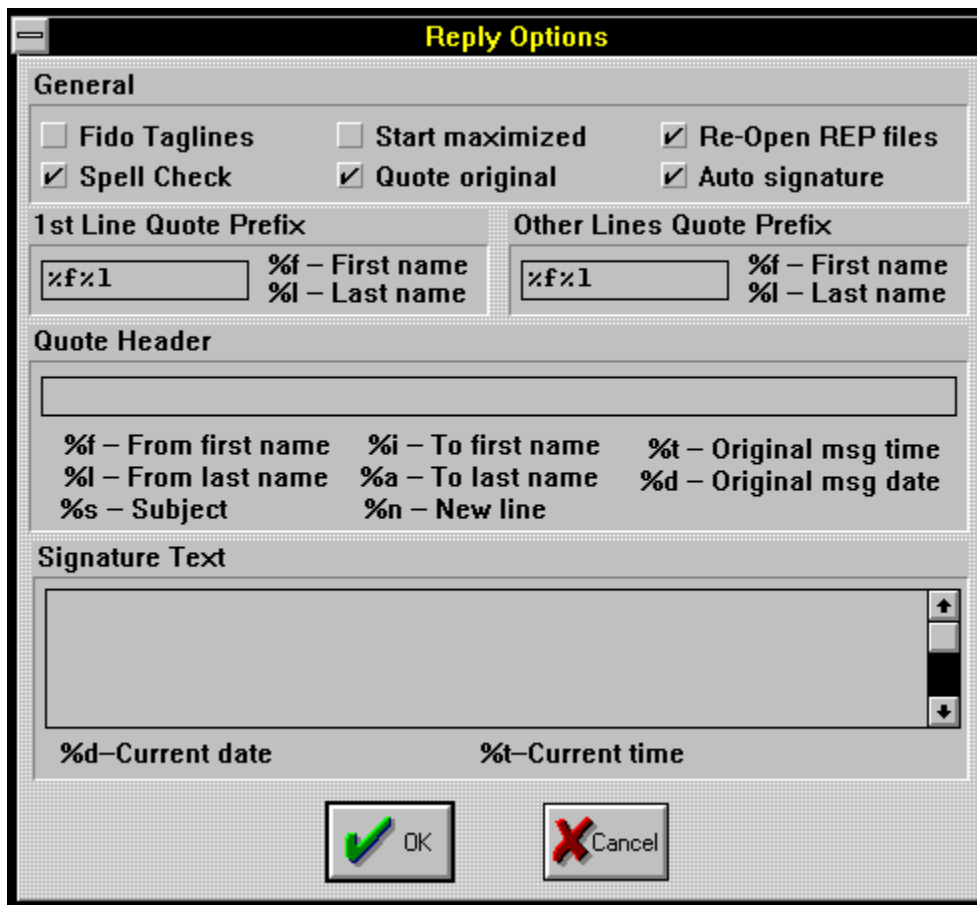 Reply Options
General
Fido Taglines
Start maximized
Re-Open REP files
Spell Check
Quote original
Auto signature
1st Line Quote Prefix
Other Lines Quote Prefix
%f%l
%f – First name
%l – Last name
%f%l
%f – First name
%l – Last name
Quote Header
%f – From first name
%i – To first name
%t – Original msg time
%l – From last name
%a – To last name
%d – Original msg date
%s – Subject
%n – New line
Signature Text
%d–Current date
%t–Current time
OK
Cancel